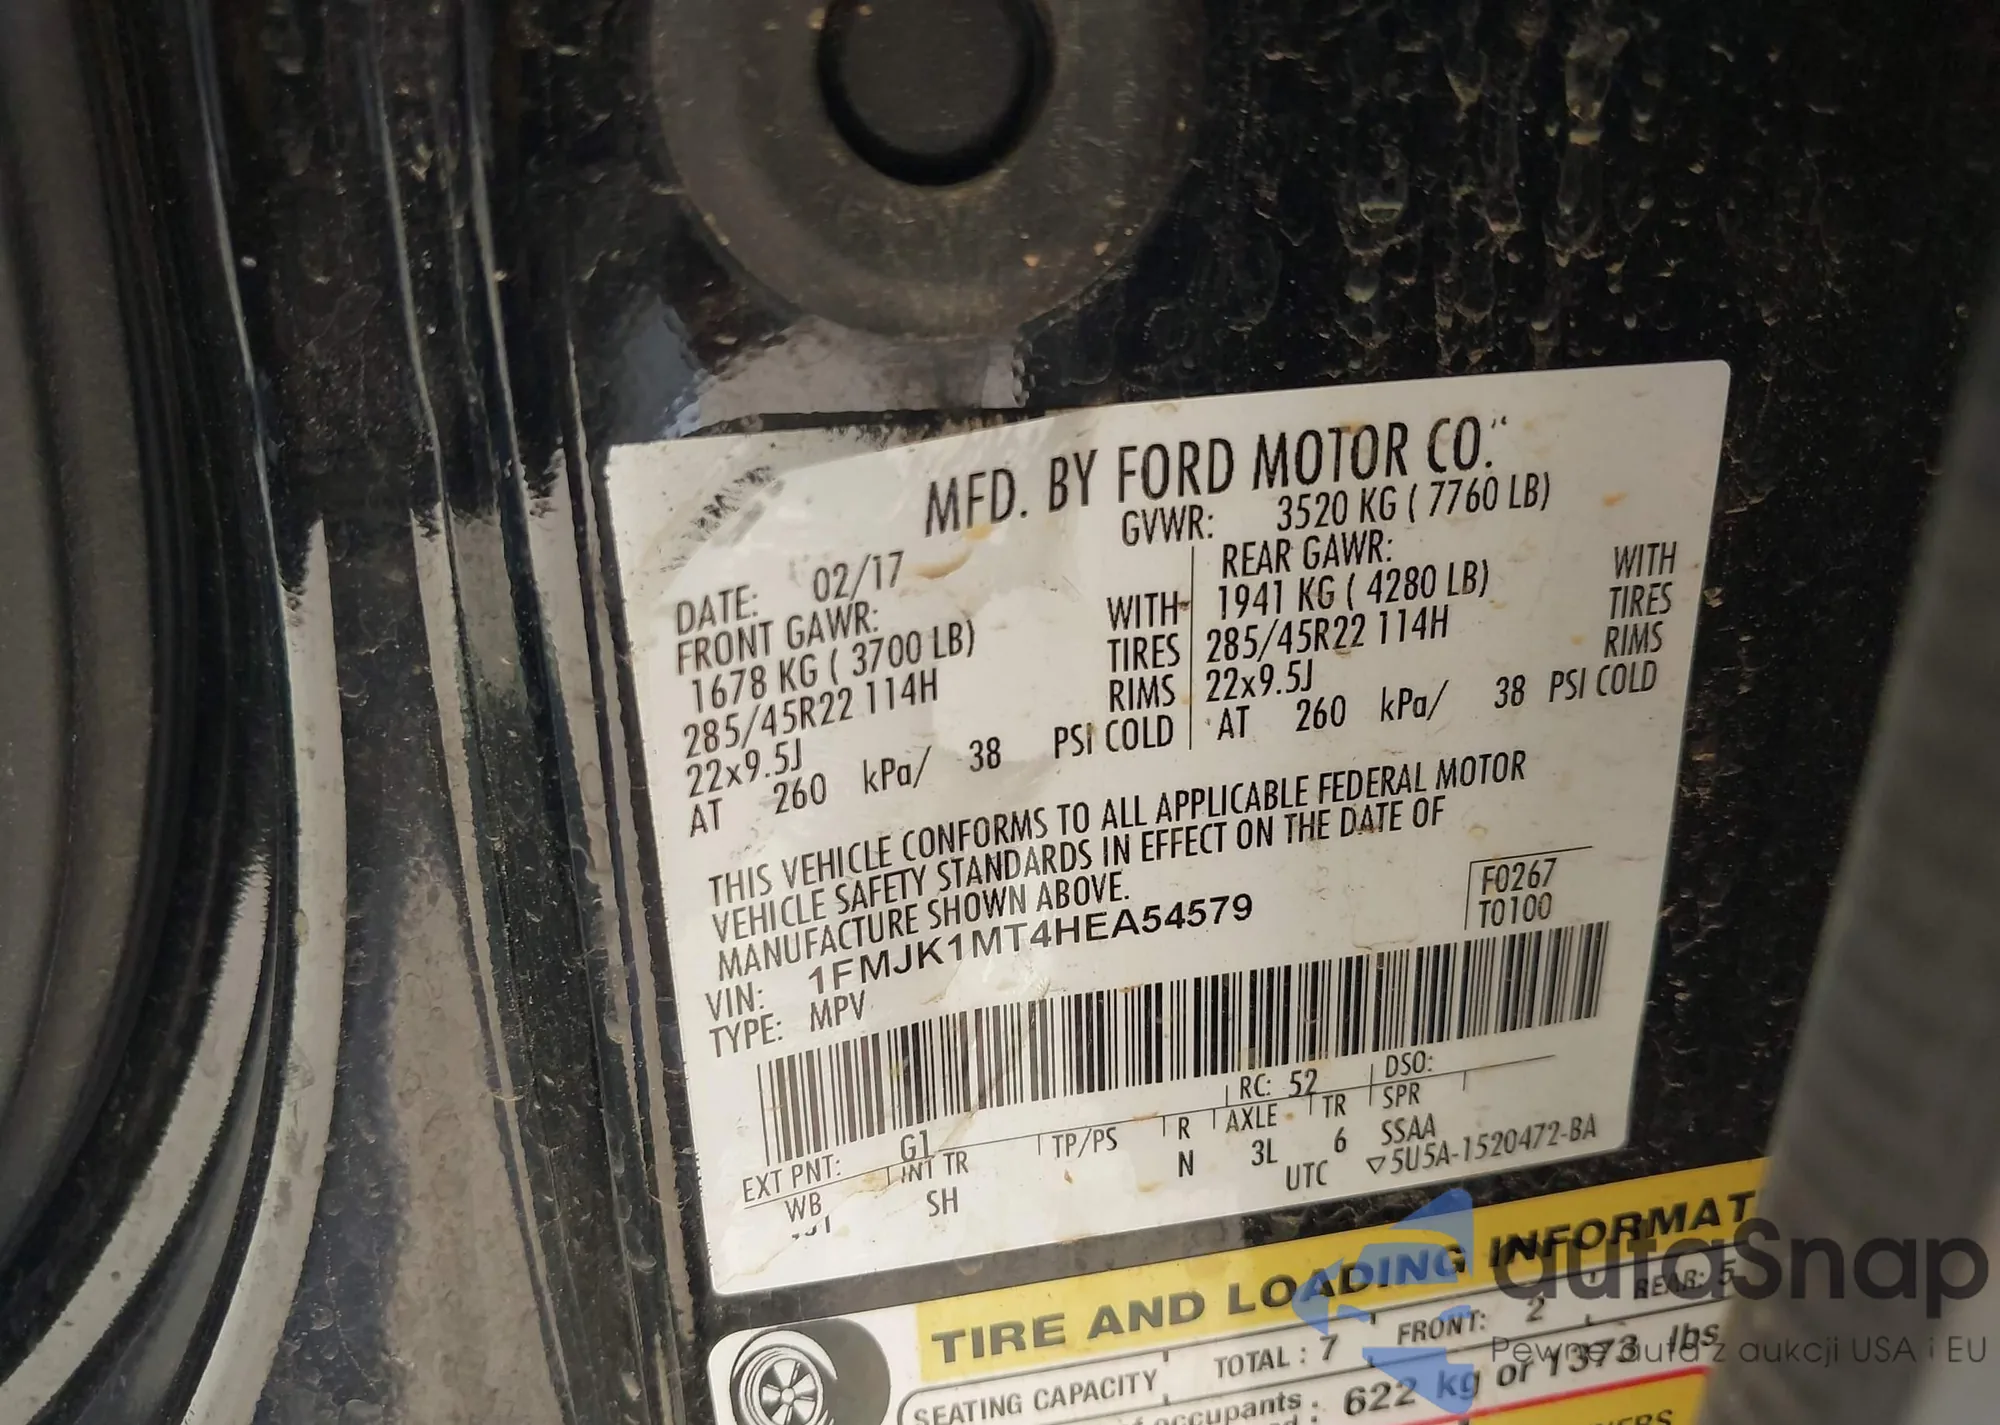 MFD. BY FORD MOTOR CO.
GVWR: 3520 KG ( 7760 LB)
DATE: 02/17
FRONT GAWR:
1678 KG ( 3700 LB) WITH
285/45R22 114H TIRES
22x9.5J RIMS
AT 260 kPa/ 38 PSI COLD
REAR GAWR:
1941 KG ( 4280 LB) WITH
285/45R22 114H TIRES
22x9.5J RIMS
AT 260 kPa/ 38 PSI COLD
THIS VEHICLE CONFORMS TO ALL APPLICABLE FEDERAL MOTOR
VEHICLE SAFETY STANDARDS IN EFFECT ON THE DATE OF
MANUFACTURE SHOWN ABOVE.
F0267
T0100
VIN: 1FMJK1MT4HEA54579
TYPE: MPV
EXT PNT: G1 RC: 52 DSO:
WB INT TR TP/PS R AXLE TR SPR
SH N 3L 6 SSAA
UTC ▽5U5A-1520472-BA
TIRE AND LOADING INFORMAT
SEATING CAPACITY TOTAL : 7 FRONT: 2 REAR: 5
occupants 622 kg or 1373 lbs
autaSnap
Pewne auta z aukcji USA i EU